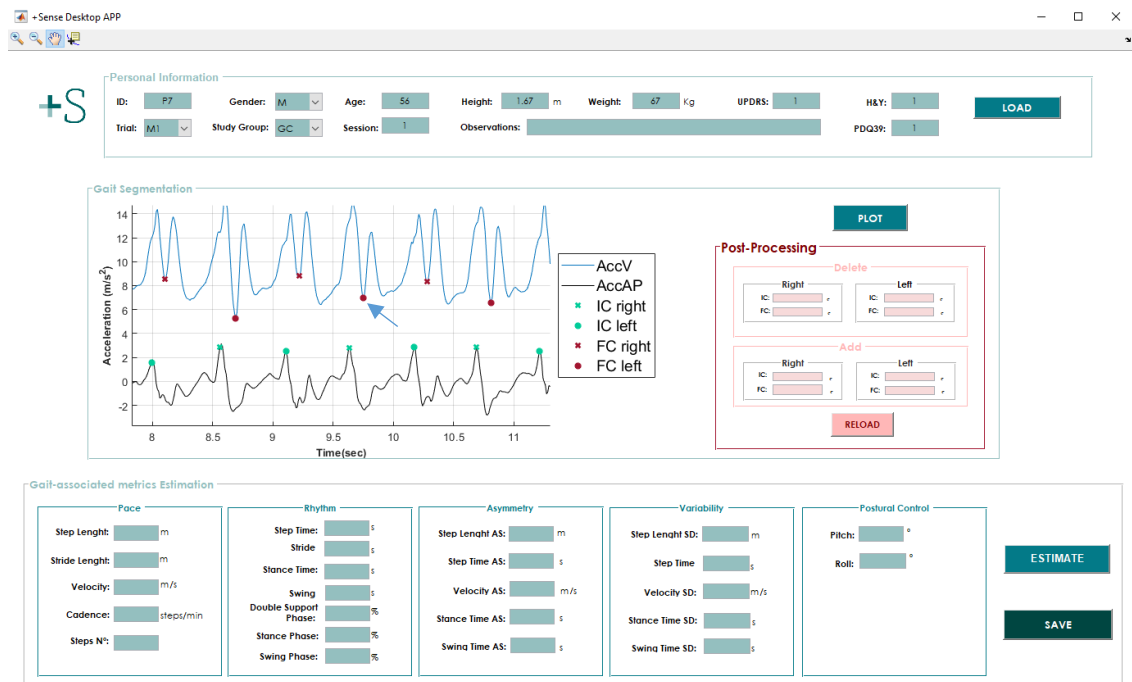 +Sense Desktop APP
+S
Personal Information
ID: P7 Gender: M Age: 56 Height: 1.67 m Weight: 67 Kg UPDRS: 1 H&Y: 1 LOAD
Trial: M1 Study Group: GC Session: 1 Observations: PDQ39: 1
Gait Segmentation
Acceleration (m/s²)
14
12
10
8
6
4
2
0
-2
8 8.5 9 9.5 10 10.5 11
Time(sec)
AccV
AccAP
IC right
IC left
FC right
FC left
PLOT
Post-Processing
Delete
Right Left
IC: r IC: r
FC: r FC: r
Add
Right Left
IC: r IC: r
FC: r FC: r
RELOAD
Gait-associated metrics Estimation
Pace
Step Lenght: m
Stride Lenght: m
Velocity: m/s
Cadence: steps/min
Steps Nº:
Rhythm
Step Time: s
Stride s
Stance Time: s
Swing s
Double Support
Phase: %
Stance Phase: %
Swing Phase: %
Asymmetry
Step Lenght AS: m
Step Time AS: s
Velocity AS: m/s
Stance Time AS: s
Swing Time AS: s
Variability
Step Lenght SD: m
Step Time s
Velocity SD: m/s
Stance Time SD: s
Swing Time SD: s
Postural Control
Pitch: º
Roll: º
ESTIMATE
SAVE